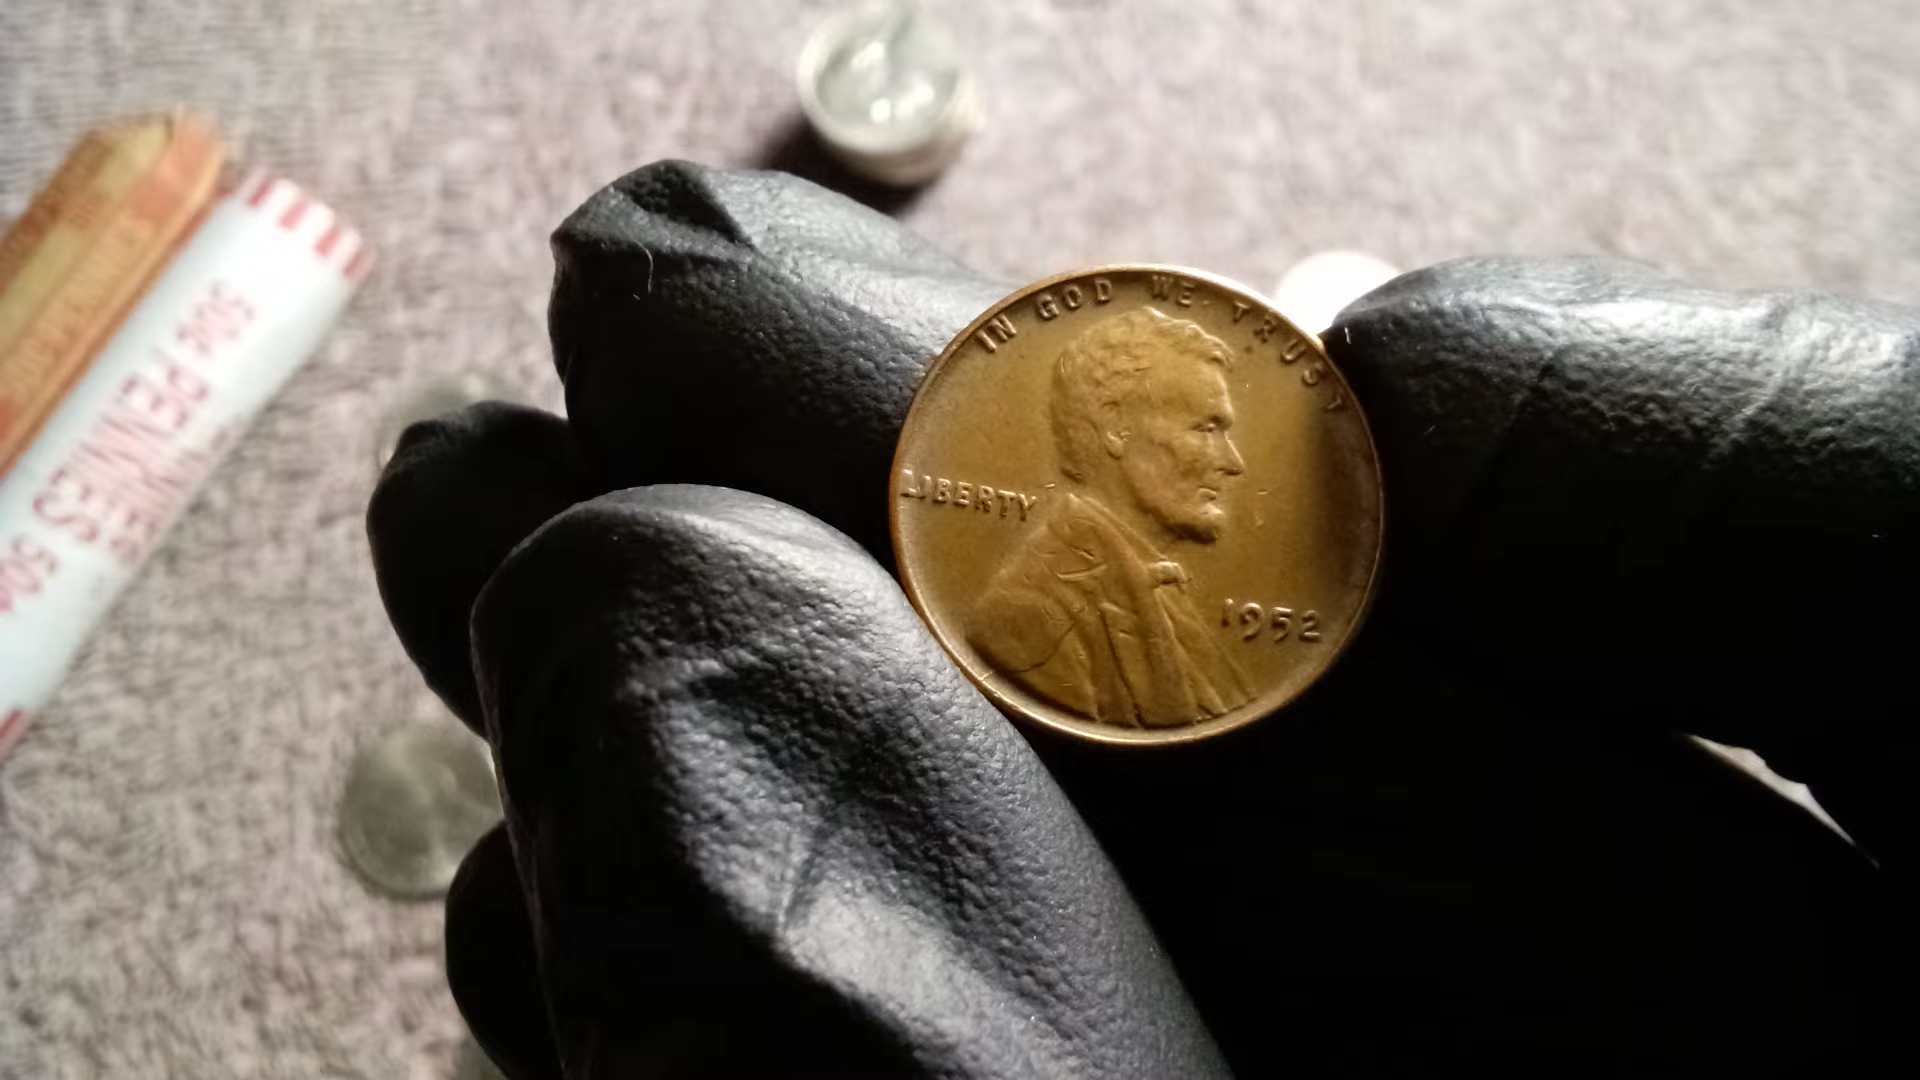 IN GOD WE TRUST
LIBERTY
1952
50¢ PENNIES 50¢
PENNIES